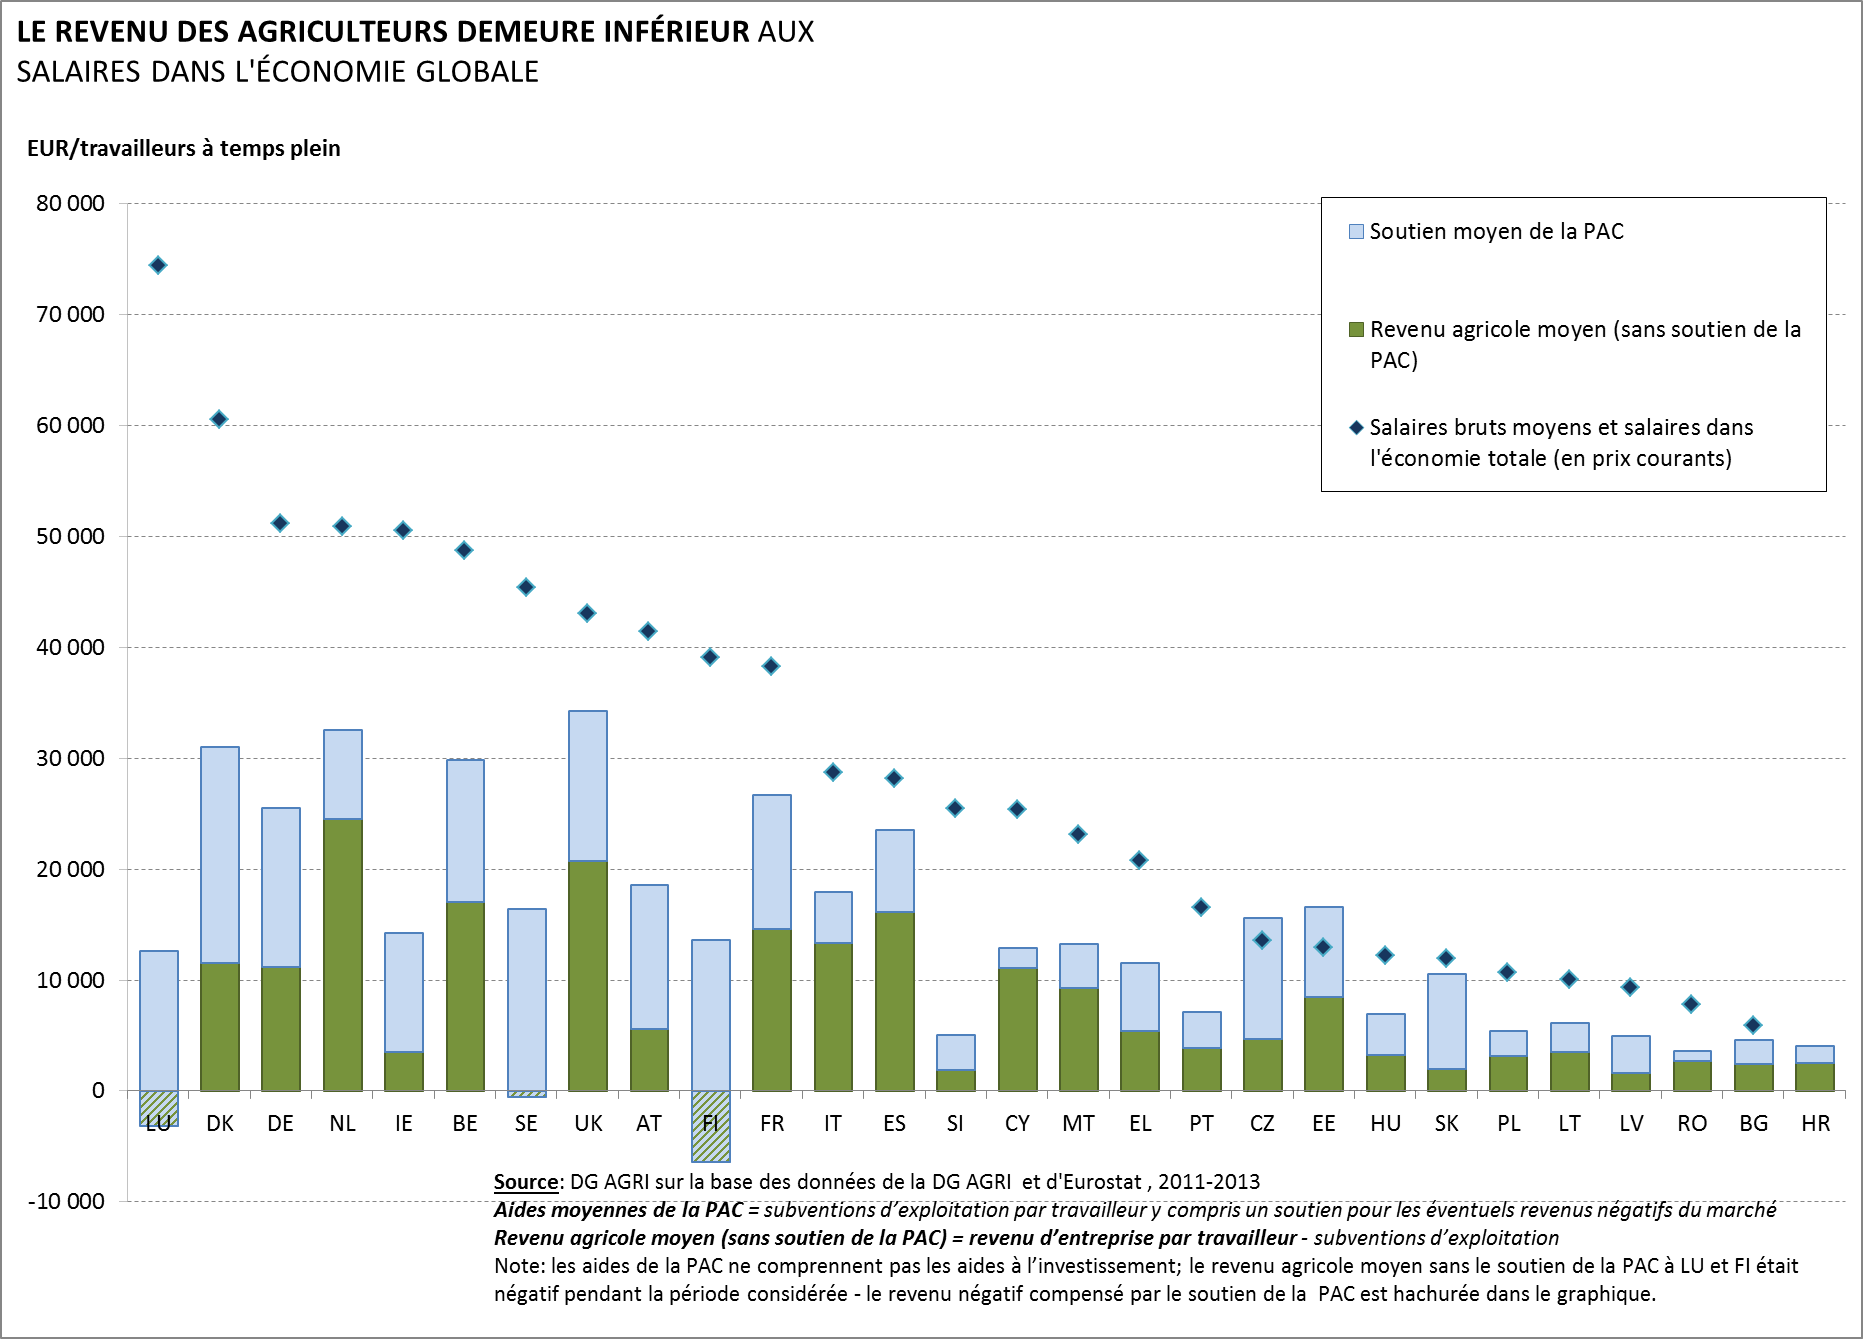 LE REVENU DES AGRICULTEURS DEMEURE INFÉRIEUR AUX
SALAIRES DANS L'ÉCONOMIE GLOBALE
EUR/travailleurs à temps plein
80 000
70 000
60 000
50 000
40 000
30 000
20 000
10 000
0
-10 000
Soutien moyen de la PAC
Revenu agricole moyen (sans soutien de la
PAC)
Salaires bruts moyens et salaires dans
l'économie totale (en prix courants)
LU DK DE NL IE BE SE UK AT FI FR IT ES SI CY MT EL PT CZ EE HU SK PL LT LV RO BG HR
Source: DG AGRI sur la base des données de la DG AGRI et d'Eurostat , 2011-2013
Aides moyennes de la PAC = subventions d’exploitation par travailleur y compris un soutien pour les éventuels revenus négatifs du marché
Revenu agricole moyen (sans soutien de la PAC) = revenu d’entreprise par travailleur - subventions d’exploitation
Note: les aides de la PAC ne comprennent pas les aides à l’investissement; le revenu agricole moyen sans le soutien de la PAC à LU et FI était
négatif pendant la période considérée - le revenu négatif compensé par le soutien de la PAC est hachurée dans le graphique.